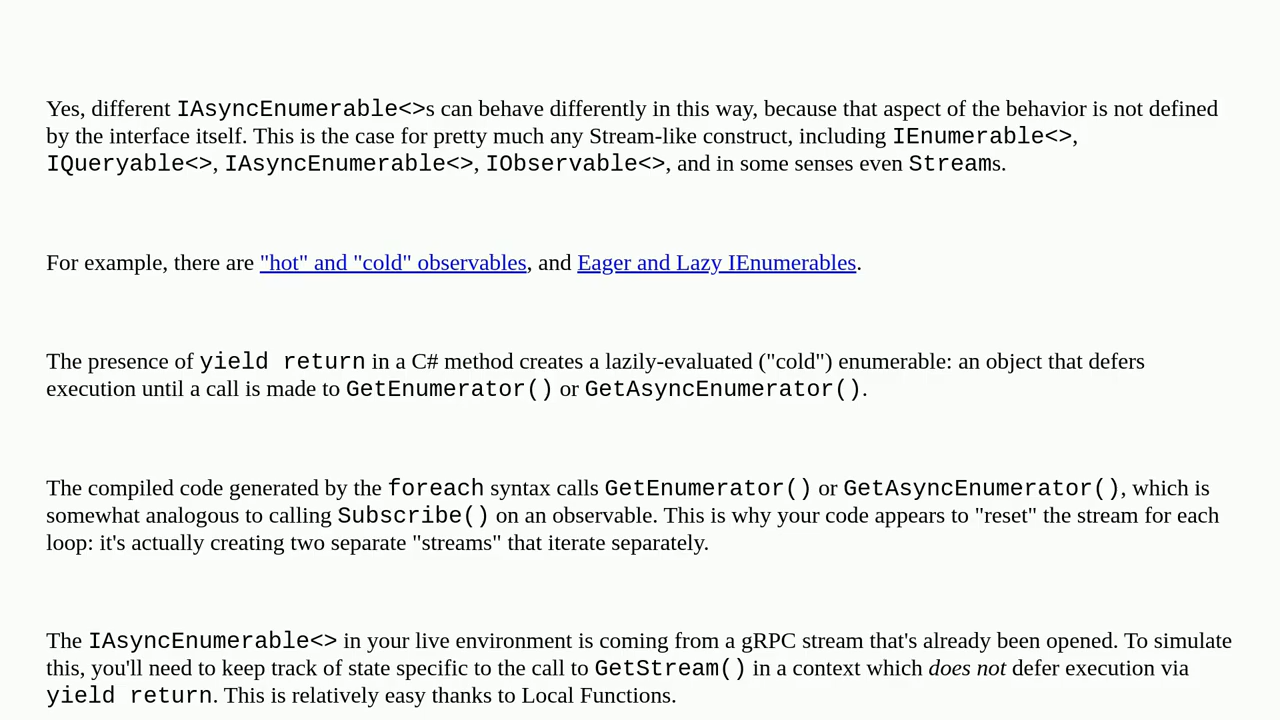 Yes, different IAsyncEnumerable<>s can behave differently in this way, because that aspect of the behavior is not defined
by the interface itself. This is the case for pretty much any Stream-like construct, including IEnumerable<>,
IQueryable<>, IAsyncEnumerable<>, IObservable<>, and in some senses even Streams.
For example, there are "hot" and "cold" observables, and Eager and Lazy IEnumerables.
The presence of yield return in a C# method creates a lazily-evaluated ("cold") enumerable: an object that defers
execution until a call is made to GetEnumerator() or GetAsyncEnumerator().
The compiled code generated by the foreach syntax calls GetEnumerator() or GetAsyncEnumerator(), which is
somewhat analogous to calling Subscribe() on an observable. This is why your code appears to "reset" the stream for each
loop: it's actually creating two separate "streams" that iterate separately.
The IAsyncEnumerable<> in your live environment is coming from a gRPC stream that's already been opened. To simulate
this, you'll need to keep track of state specific to the call to GetStream() in a context which does not defer execution via
yield return. This is relatively easy thanks to Local Functions.